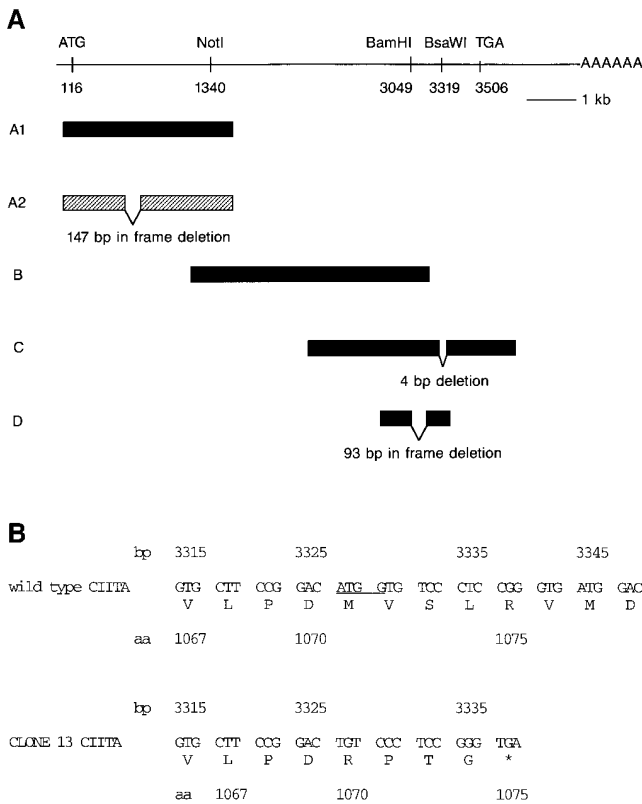 A
ATG NotI BamHI BsaWI TGA
AAAAAA
116 1340 3049 3319 3506
1 kb
A1
A2
147 bp in frame deletion
B
C
4 bp deletion
D
93 bp in frame deletion
B
bp 3315 3325 3335 3345
wild type CIITA GTG CTT CCG GAC ATG GTG TCC CTC CGG GTG ATG GAC
V L P D M V S L R V M D
aa 1067 1070 1075
bp 3315 3325 3335
CLONE 13 CIITA GTG CTT CCG GAC TGT CCC TCC GGG TGA
V L P D R P T G *
aa 1067 1070 1075